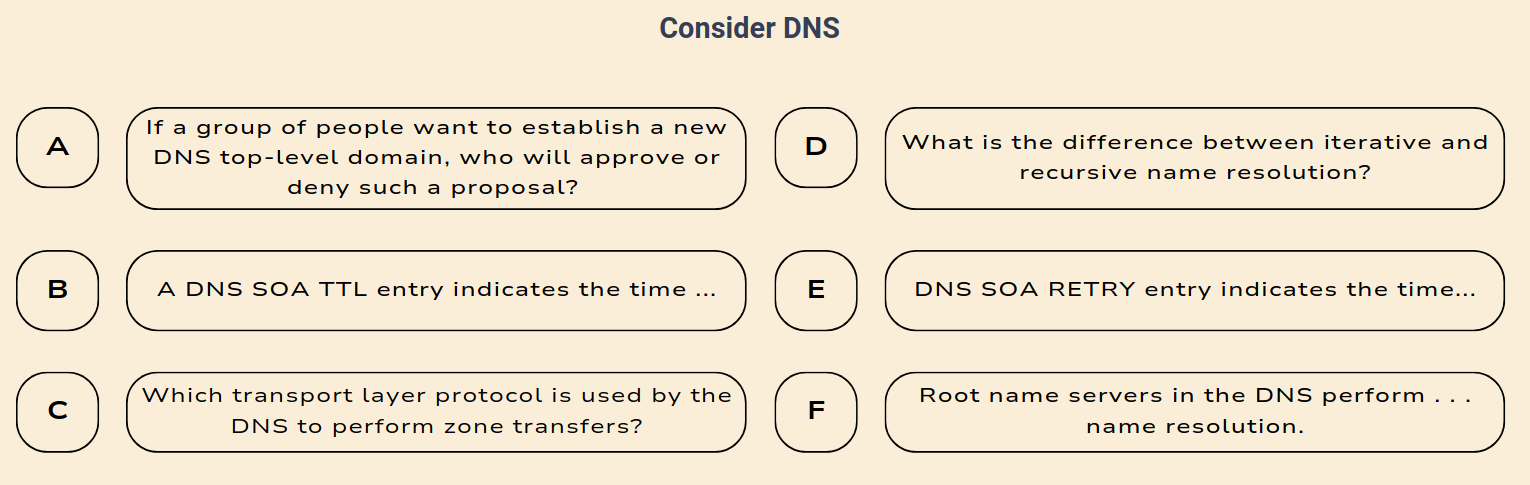 Consider DNS
A
If a group of people want to establish a new
DNS top-level domain, who will approve or
deny such a proposal?
B
A DNS SOA TTL entry indicates the time ...
C
Which transport layer protocol is used by the
DNS to perform zone transfers?
D
What is the difference between iterative and
recursive name resolution?
E
DNS SOA RETRY entry indicates the time...
F
Root name servers in the DNS perform . . .
name resolution.